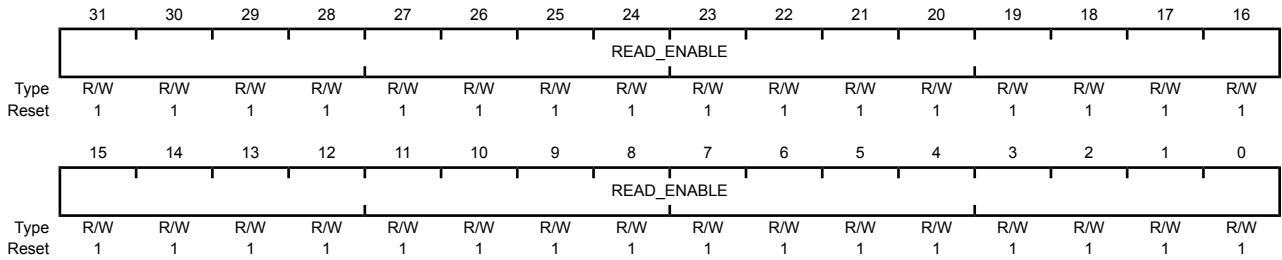 31 30 29 28 27 26 25 24 23 22 21 20 19 18 17 16
READ_ENABLE
Type R/W R/W R/W R/W R/W R/W R/W R/W R/W R/W R/W R/W R/W R/W R/W R/W
Reset 1 1 1 1 1 1 1 1 1 1 1 1 1 1 1 1
15 14 13 12 11 10 9 8 7 6 5 4 3 2 1 0
READ_ENABLE
Type R/W R/W R/W R/W R/W R/W R/W R/W R/W R/W R/W R/W R/W R/W R/W R/W
Reset 1 1 1 1 1 1 1 1 1 1 1 1 1 1 1 1